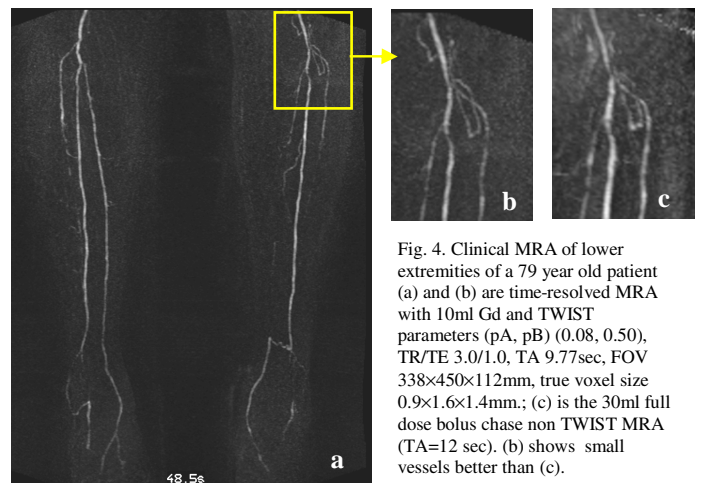 b
c
Fig. 4. Clinical MRA of lower
extremities of a 79 year old patient
(a) and (b) are time-resolved MRA
with 10ml Gd and TWIST
parameters (pA, pB) (0.08, 0.50),
TR/TE 3.0/1.0, TA 9.77sec, FOV
338×450×112mm, true voxel size
0.9×1.6×1.4mm.; (c) is the 30ml full
dose bolus chase non TWIST MRA
(TA=12 sec). (b) shows small
vessels better than (c).
a
48.5s